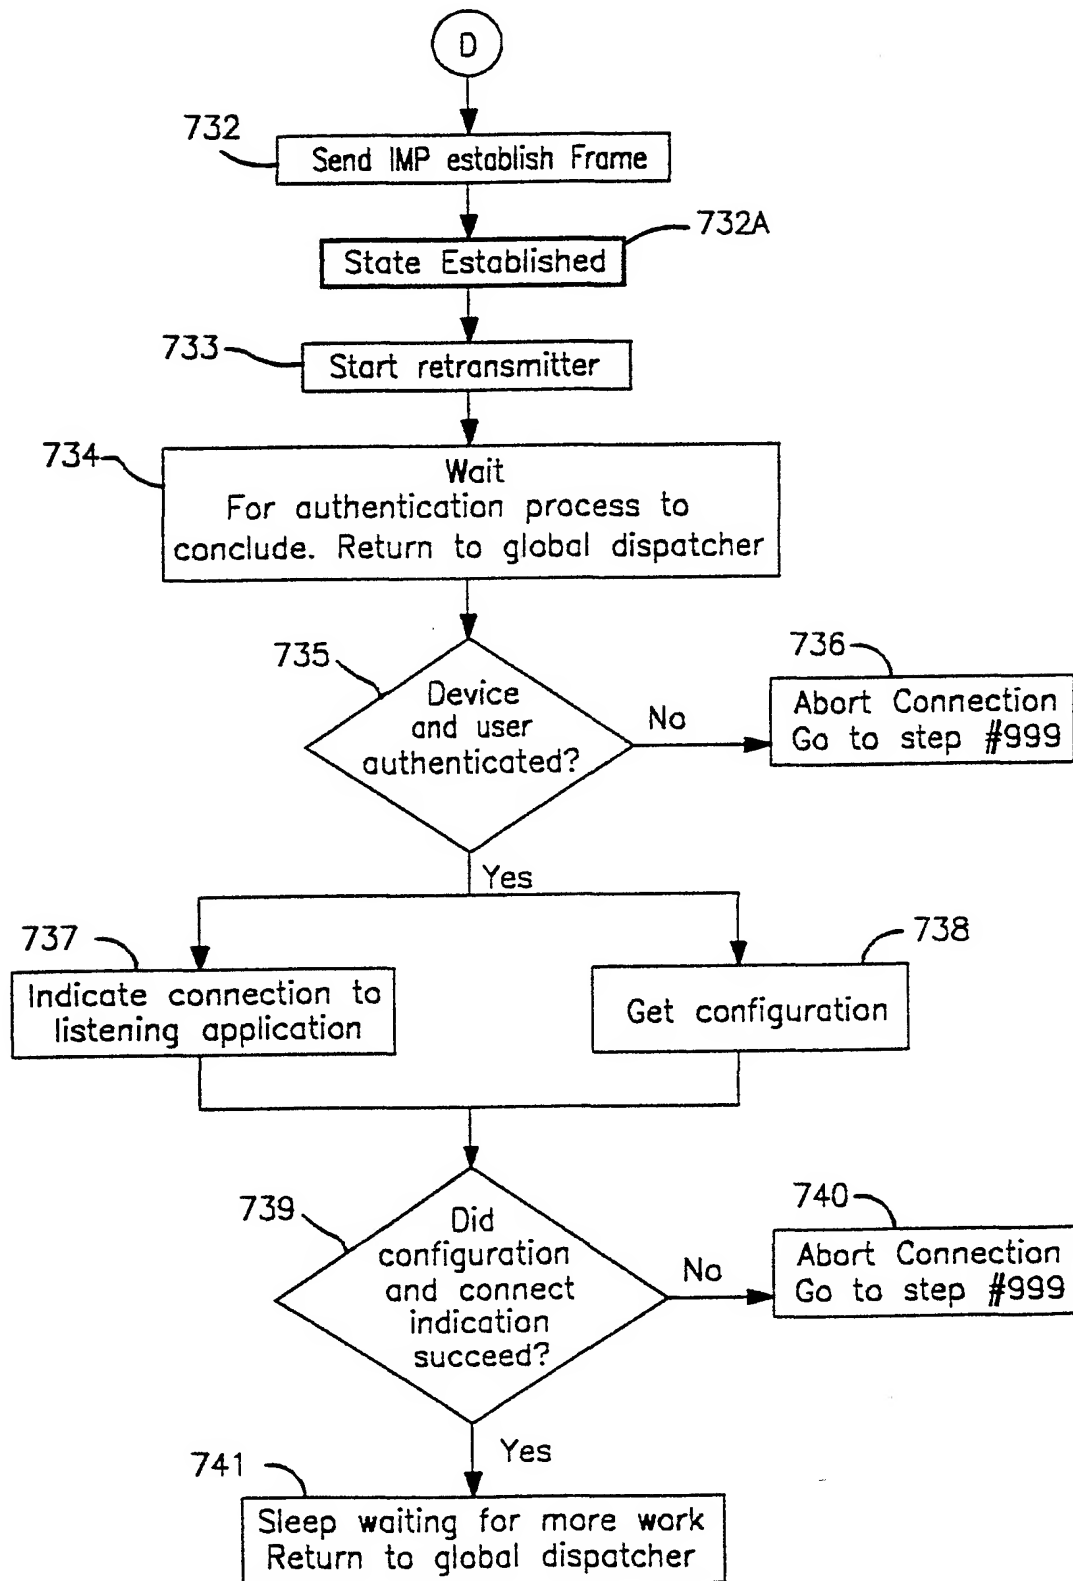 D
732
Send IMP establish Frame
732A
State Established
733
Start retransmitter
734
Wait
For authentication process to
conclude. Return to global dispatcher
735
Device
and user
authenticated?
No
736
Abort Connection
Go to step #999
Yes
737
Indicate connection to
listening application
738
Get configuration
739
Did
configuration
and connect
indication
succeed?
No
740
Abort Connection
Go to step #999
Yes
741
Sleep waiting for more work
Return to global dispatcher